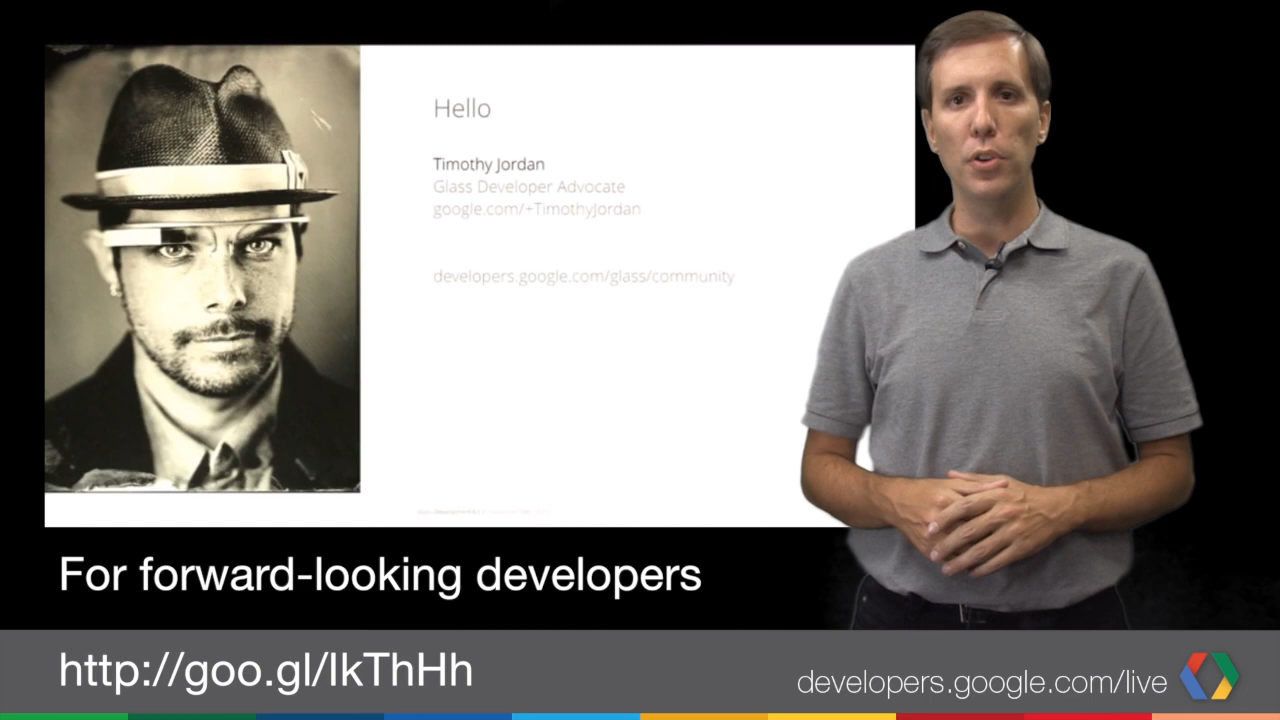 Hello
Timothy Jordan
Glass Developer Advocate
google.com/+TimothyJordan
developers.google.com/glass/community
For forward-looking developers
http://goo.gl/IkThHh
developers.google.com/live